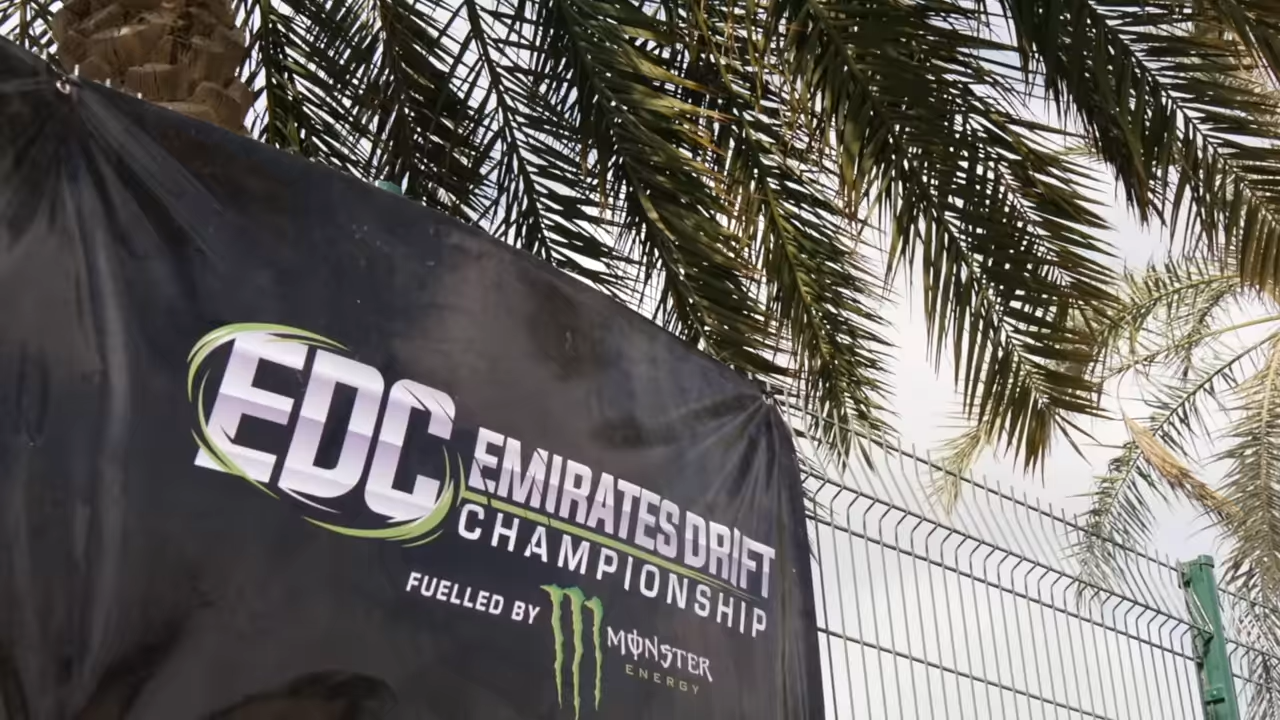 EDC
EMIRATES DRIFT
CHAMPIONSHIP
FUELLED BY
MONSTER
ENERGY